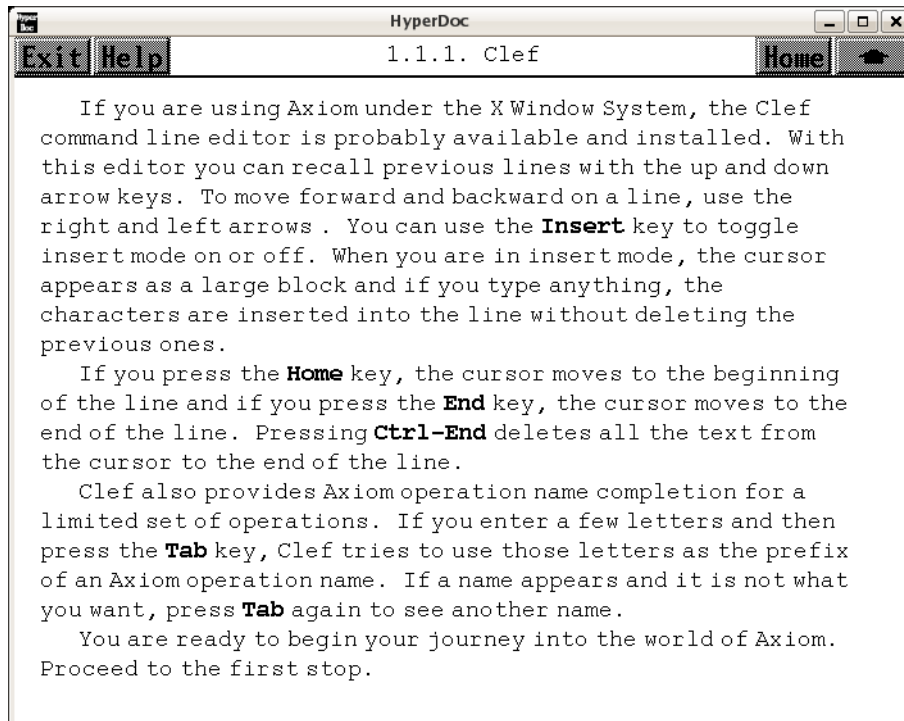 Hyper Doc
HyperDoc
Exit Help 1.1.1. Clef Home
If you are using Axiom under the X Window System, the Clef
command line editor is probably available and installed. With
this editor you can recall previous lines with the up and down
arrow keys. To move forward and backward on a line, use the
right and left arrows . You can use the Insert key to toggle
insert mode on or off. When you are in insert mode, the cursor
appears as a large block and if you type anything, the
characters are inserted into the line without deleting the
previous ones.
If you press the Home key, the cursor moves to the beginning
of the line and if you press the End key, the cursor moves to the
end of the line. Pressing Ctrl-End deletes all the text from
the cursor to the end of the line.
Clef also provides Axiom operation name completion for a
limited set of operations. If you enter a few letters and then
press the Tab key, Clef tries to use those letters as the prefix
of an Axiom operation name. If a name appears and it is not what
you want, press Tab again to see another name.
You are ready to begin your journey into the world of Axiom.
Proceed to the first stop.